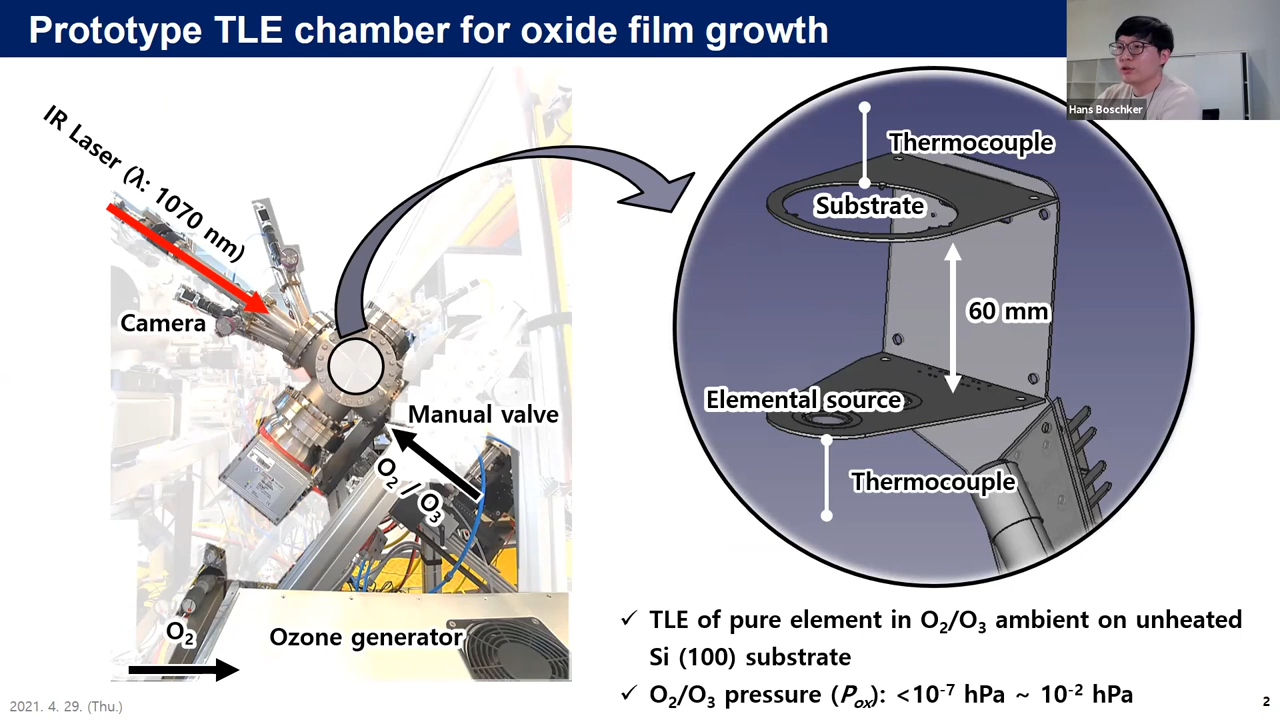 Prototype TLE chamber for oxide film growth
Hans Boschker
IR Laser (λ: 1070 nm)
Camera
Manual valve
O₂ / O₃
O₂
Ozone generator
Thermocouple
Substrate
60 mm
Elemental source
Thermocouple
✓ TLE of pure element in O₂/O₃ ambient on unheated
Si (100) substrate
✓ O₂/O₃ pressure (Pₒₓ): <10⁻⁷ hPa ~ 10⁻² hPa
2021. 4. 29. (Thu.)
2